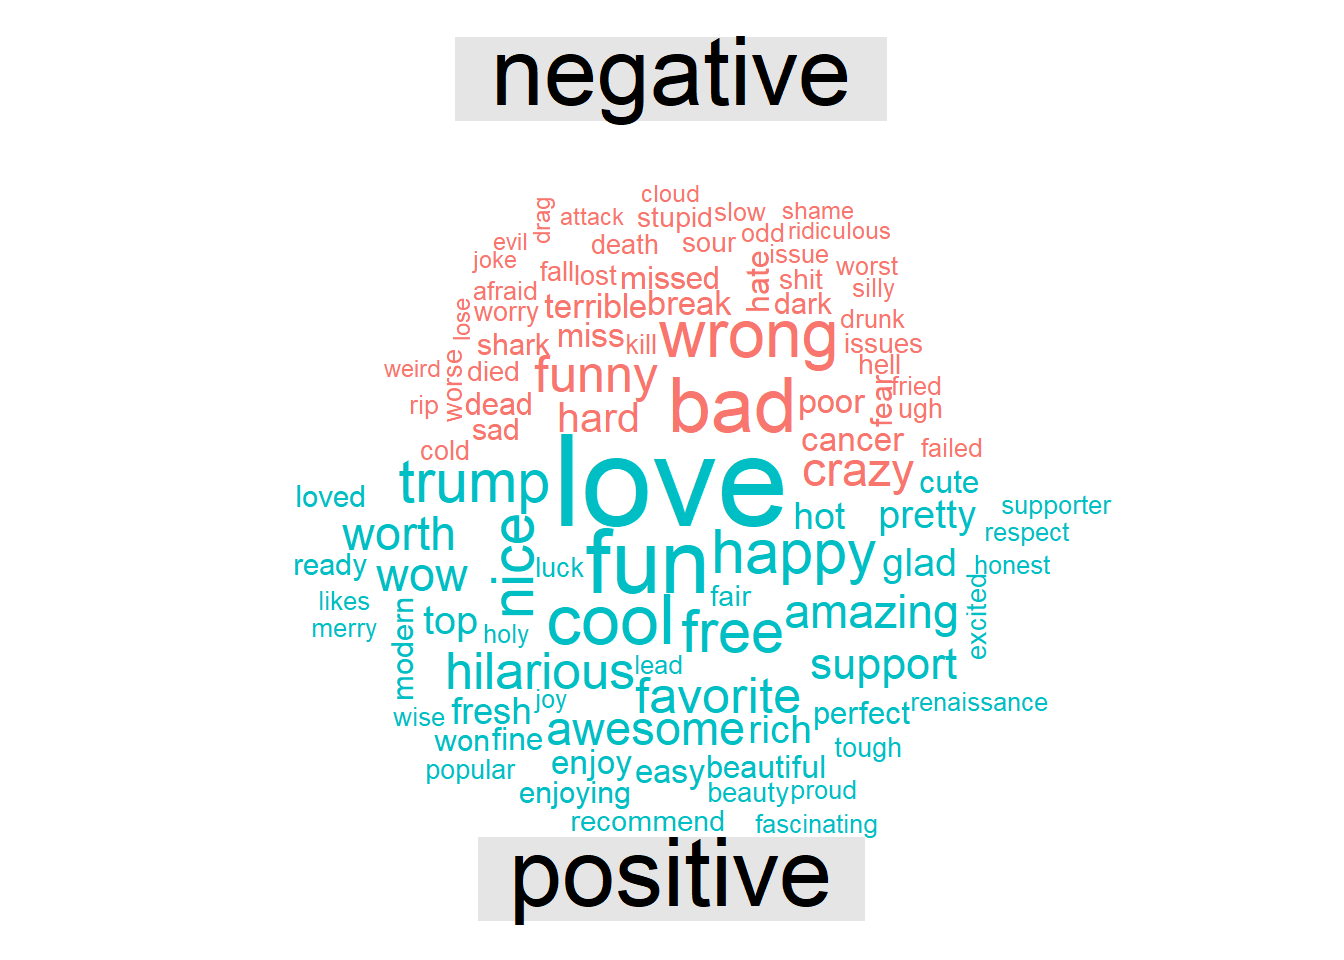 negative
cloud
drag attack stupid slow shame
evil death sour odd ridiculous
joke fall lost missed hate issue shit worst
afraid silly
lose worry terrible break dark drunk
shark miss kill wrong issues
weird worse died funny hell
rip dead hard bad poor fear fried ugh
sad cancer failed
cold crazy
trump love cute
loved hot pretty supporter
worth nice respect
ready wow luck fun happy glad honest
likes modern fair amazing excited
merry top holy cool free
hilarious lead support
joy favorite renaissance
wise fresh awesome rich perfect
won fine tough
popular enjoy easy beautiful
enjoying beauty proud
recommend fascinating
positive